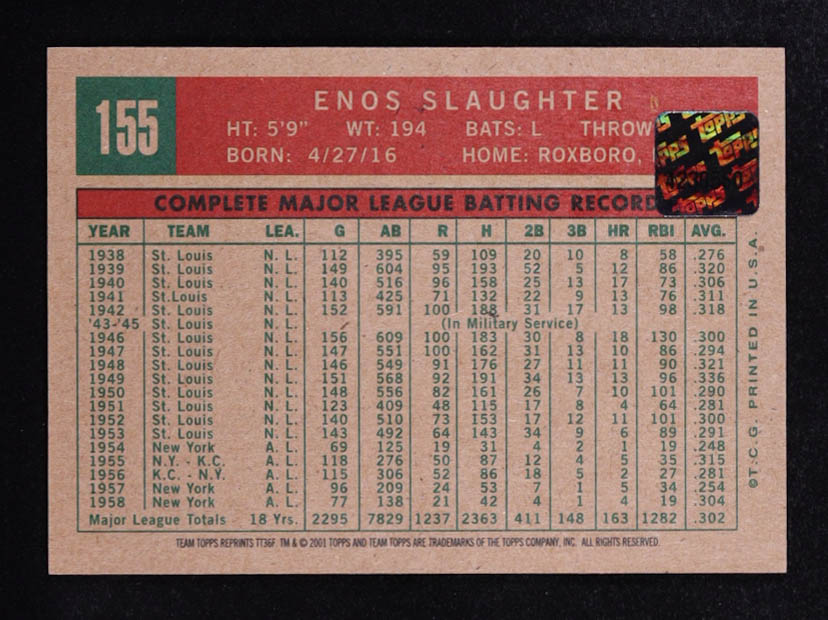 155
ENOS SLAUGHTER
HT: 5'9" WT: 194 BATS: L THROW
BORN: 4/27/16 HOME: ROXBORO,
Topps
COMPLETE MAJOR LEAGUE BATTING RECORD
YEAR TEAM LEA. G AB R H 2B 3B HR RBI AVG.
1938 St. Louis N. L. 112 395 59 109 20 10 8 58 .276
1939 St. Louis N. L. 149 604 95 193 52 5 12 86 .320
1940 St. Louis N. L. 140 516 96 158 25 13 17 73 .306
1941 St.Louis N. L. 113 425 71 132 22 9 13 76 .311
1942 St. Louis N. L. 152 591 100 188 31 17 13 98 .318
'43-'45 St. Louis N. L. (In Military Service)
1946 St. Louis N. L. 156 609 100 183 30 8 18 130 .300
1947 St. Louis N. L. 147 551 100 162 31 13 10 86 .294
1948 St. Louis N. L. 146 549 91 176 27 11 11 90 .321
1949 St. Louis N. L. 151 568 92 191 34 13 13 96 .336
1950 St. Louis N. L. 148 556 82 161 26 7 10 101 .290
1951 St. Louis N. L. 123 409 48 115 17 8 4 64 .281
1952 St. Louis N. L. 140 510 73 153 17 12 11 101 .300
1953 St. Louis N. L. 143 492 64 143 34 9 6 89 .291
1954 New York A. L. 69 125 19 31 4 2 1 19 .248
1955 N.Y. - K.C. A. L. 118 276 50 87 12 4 5 35 .315
1956 K.C. - N.Y. A. L. 115 306 52 86 18 5 2 27 .281
1957 New York A. L. 96 209 24 53 7 1 5 34 .254
1958 New York A. L. 77 138 21 42 4 1 4 19 .304
Major League Totals 18 Yrs. 2295 7829 1237 2363 411 148 163 1282 .302
©T.C.G. PRINTED IN U.S.A.
TEAM TOPPS REPRINTS TT36F. TM & © 2001 TOPPS AND TEAM TOPPS ARE TRADEMARKS OF THE TOPPS COMPANY, INC. ALL RIGHTS RESERVED.